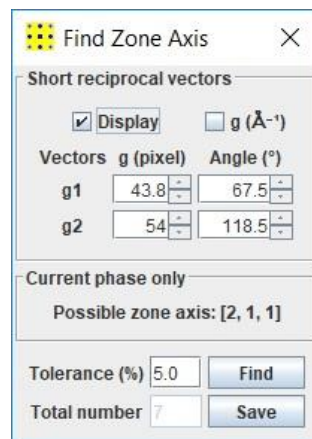 Find Zone Axis
Short reciprocal vectors
Display g (Å⁻¹)
Vectors g (pixel) Angle (°)
g1 43.8 67.5
g2 54 118.5
Current phase only
Possible zone axis: [2, 1, 1]
Tolerance (%) 5.0 Find
Total number 7 Save